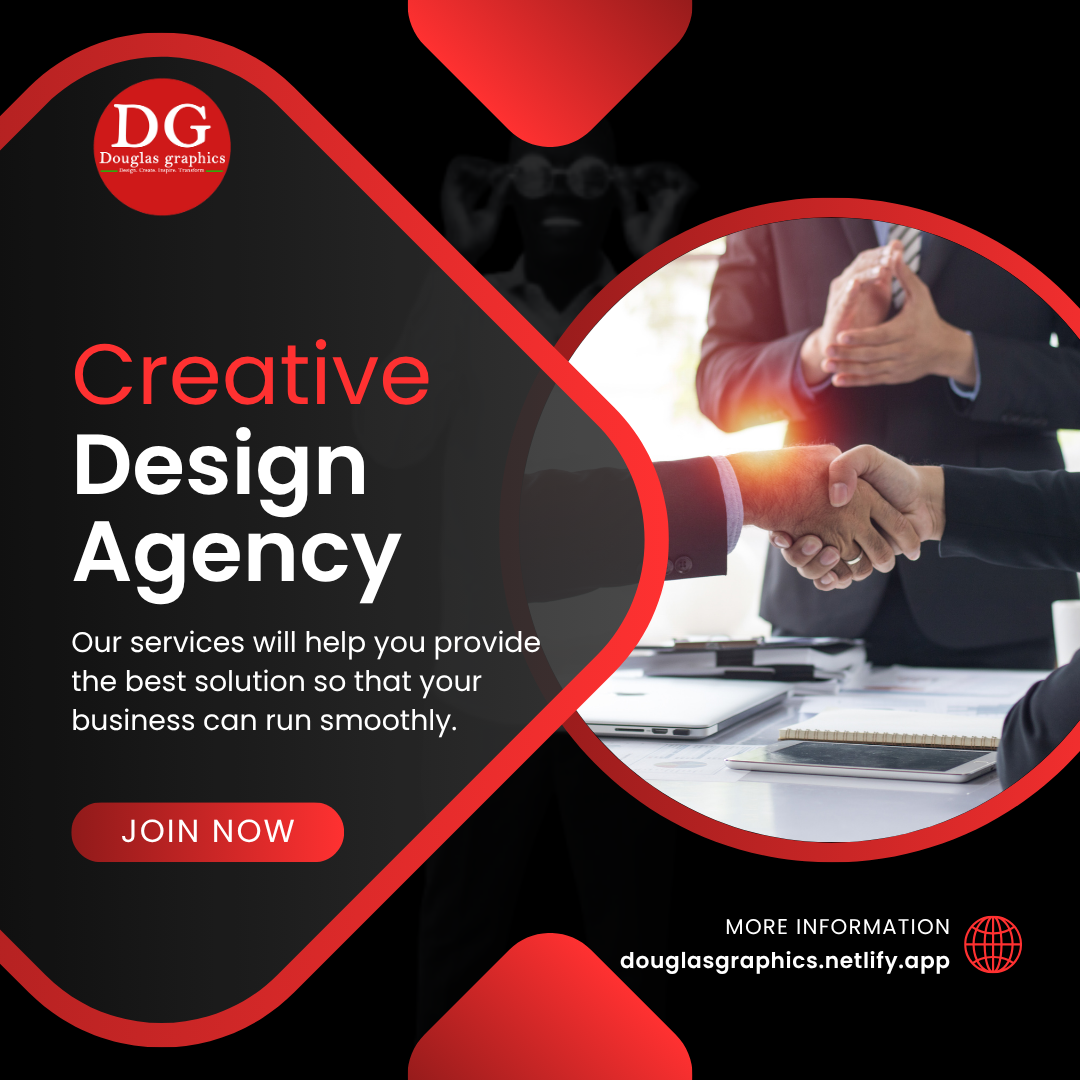 DG
Douglas graphics
Design. Create. Inspire. Transform
Creative
Design
Agency
Our services will help you provide
the best solution so that your
business can run smoothly.
JOIN NOW
MORE INFORMATION
douglasgraphics.netlify.app